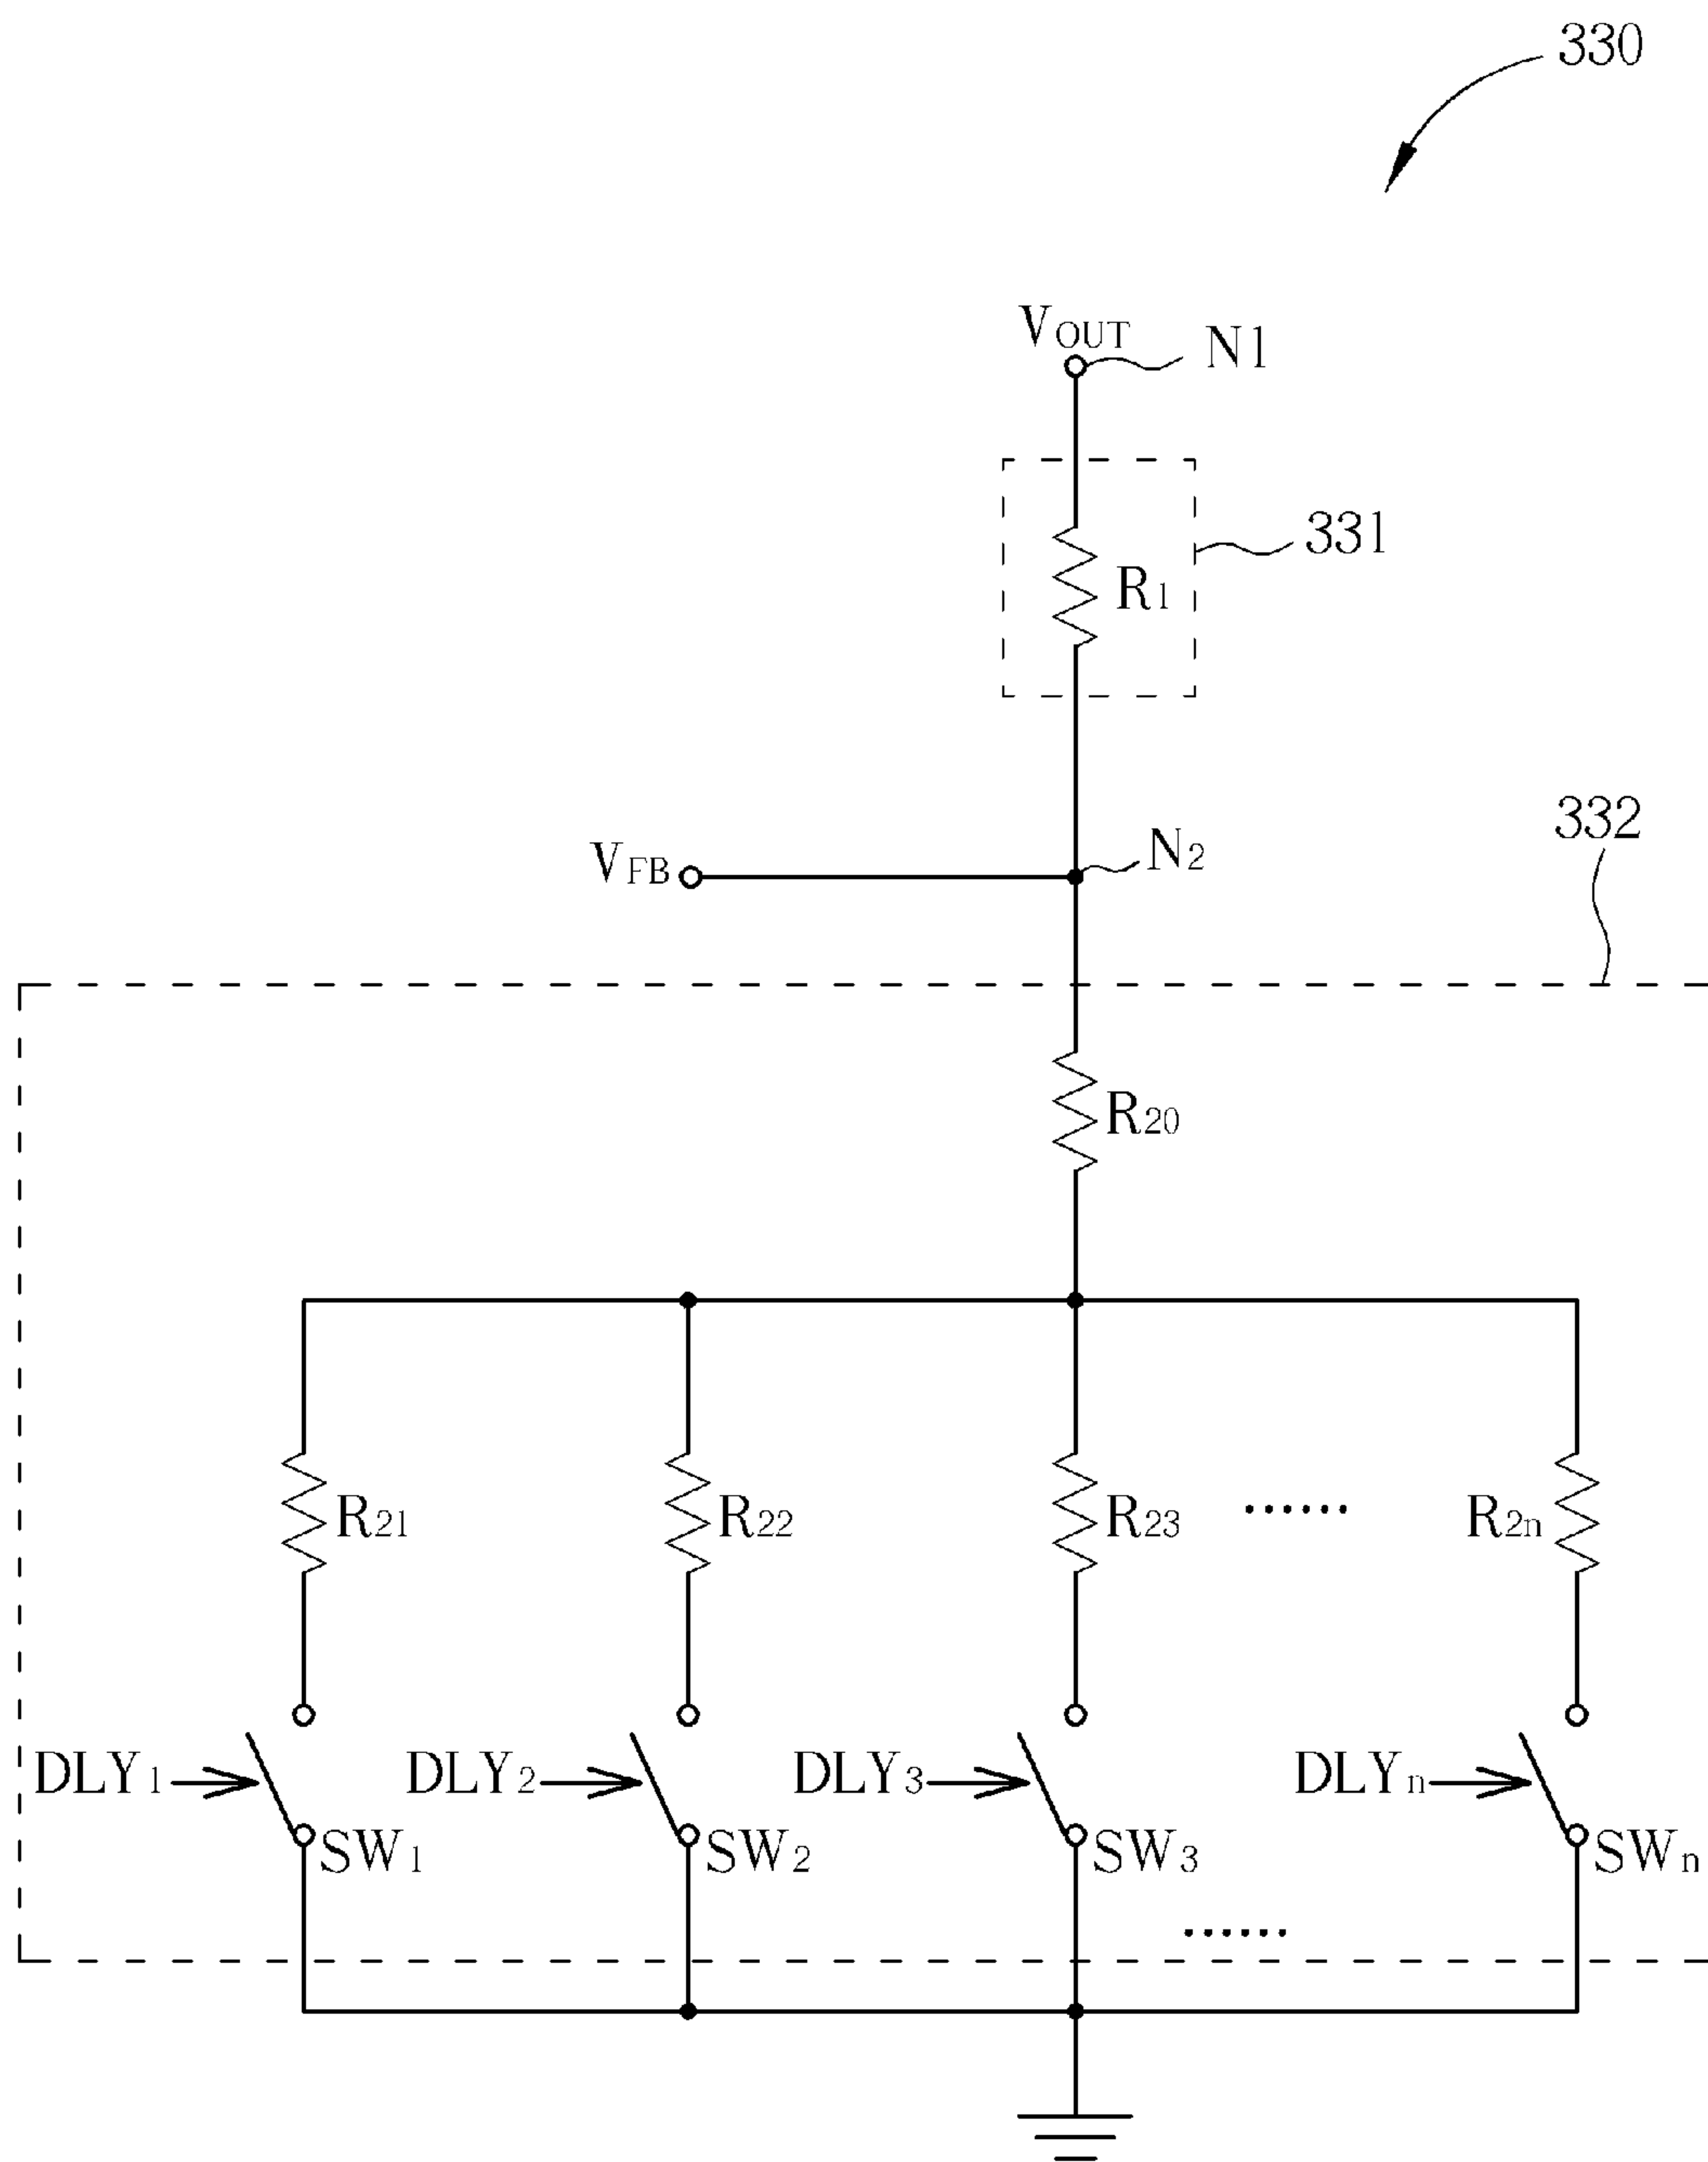 330
VOUT
N1
331
R1
332
VFB
N2
R20
R21
R22
R23
......
R2n
DLY1
DLY2
DLY3
DLYn
SW1
SW2
SW3
SWn
......